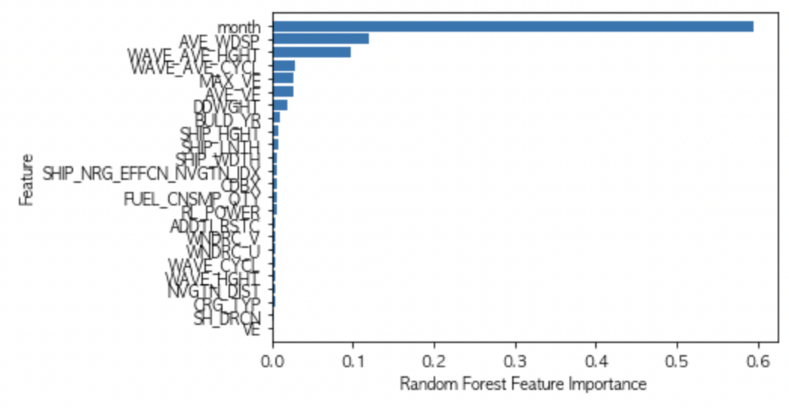 month
AVE_WDSP
WAVE_AVE_HGHT
WAVE_AVE_CYCL
MAX_VE
AVE_VE
DDWGHT
BULD_YR
SHIP_HGHT
SHIP_LNTH
SHIP_WDTH
SHIP_NRG_EFFCN_NVGTN_IDX
FUEL_CNSMP_QTY
RL_POWER
WNDRC_V
WNDRC_U
WAVE_CYCL
WAVE_HGHT
NVGTN_DIST
CRG_TYP
SH_DRCN
VE
Feature
0.0 0.1 0.2 0.3 0.4 0.5 0.6
Random Forest Feature Importance